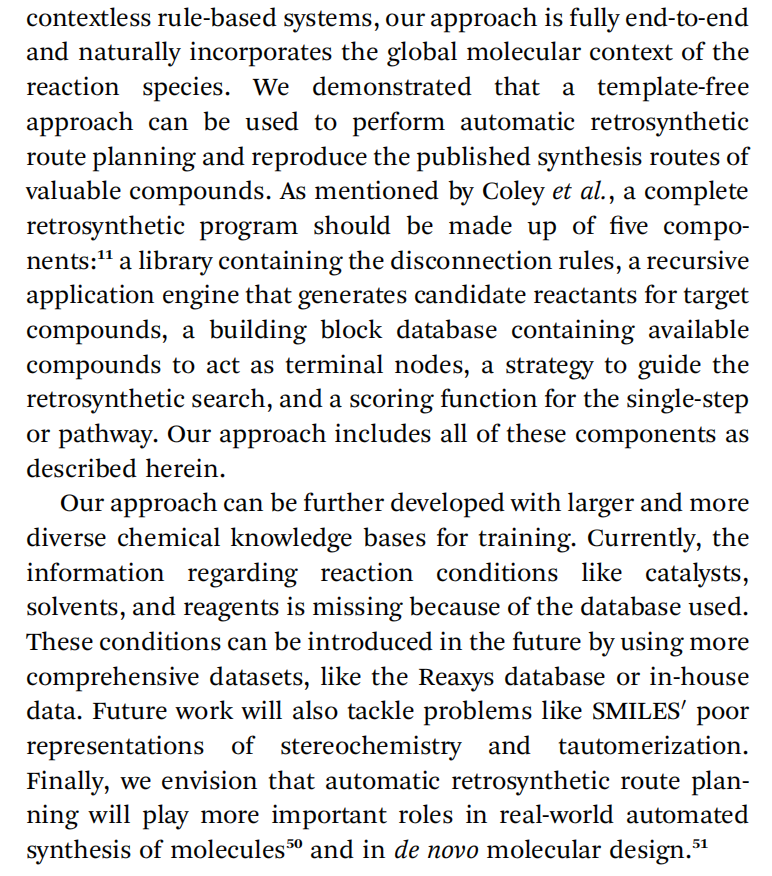 contextless rule-based systems, our approach is fully end-to-end
and naturally incorporates the global molecular context of the
reaction species. We demonstrated that a template-free
approach can be used to perform automatic retrosynthetic
route planning and reproduce the published synthesis routes of
valuable compounds. As mentioned by Coley et al., a complete
retrosynthetic program should be made up of five compo-
nents:¹¹ a library containing the disconnection rules, a recursive
application engine that generates candidate reactants for target
compounds, a building block database containing available
compounds to act as terminal nodes, a strategy to guide the
retrosynthetic search, and a scoring function for the single-step
or pathway. Our approach includes all of these components as
described herein.
Our approach can be further developed with larger and more
diverse chemical knowledge bases for training. Currently, the
information regarding reaction conditions like catalysts,
solvents, and reagents is missing because of the database used.
These conditions can be introduced in the future by using more
comprehensive datasets, like the Reaxys database or in-house
data. Future work will also tackle problems like SMILES′ poor
representations of stereochemistry and tautomerization.
Finally, we envision that automatic retrosynthetic route plan-
ning will play more important roles in real-world automated
synthesis of molecules⁵⁰ and in de novo molecular design.⁵¹